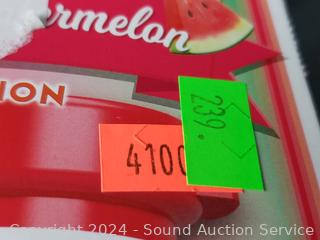 ermelon
ION
239.
4100
Copyright 2024 - Sound Auction Service